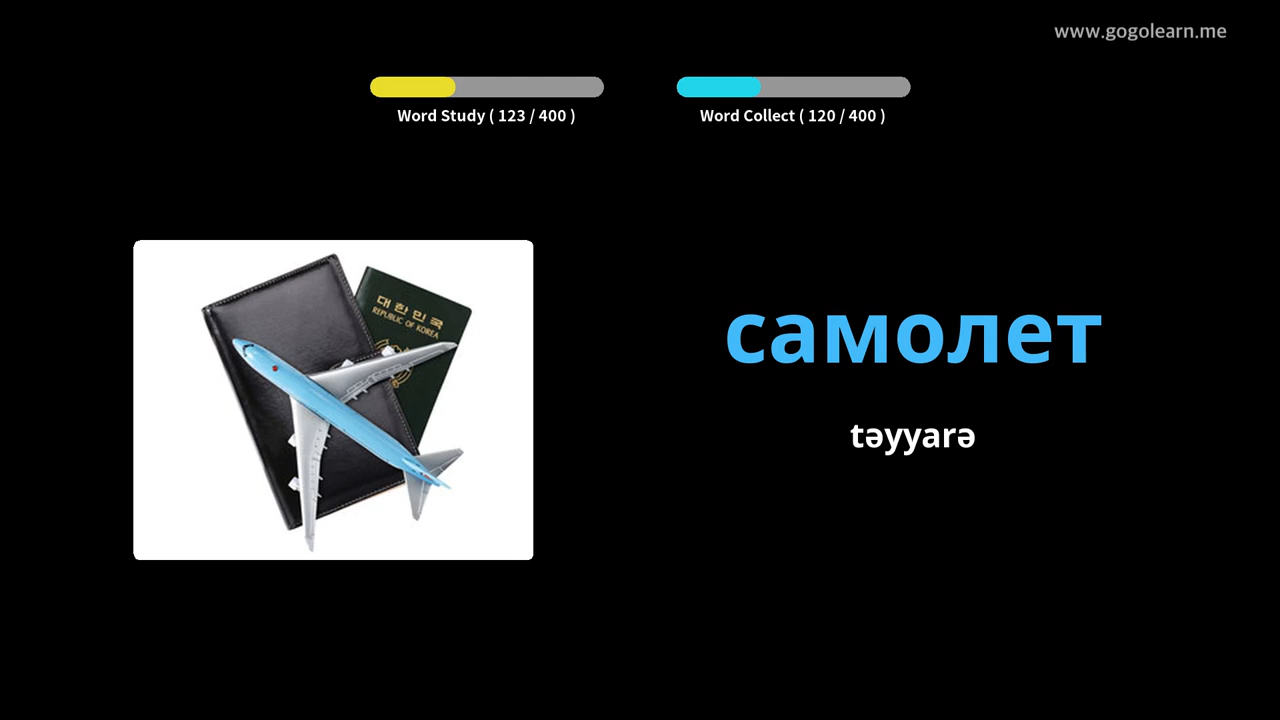 www.gogolearn.me
Word Study ( 123 / 400 )
Word Collect ( 120 / 400 )
대한민국
REPUBLIC OF KOREA
самолет
təyyarə